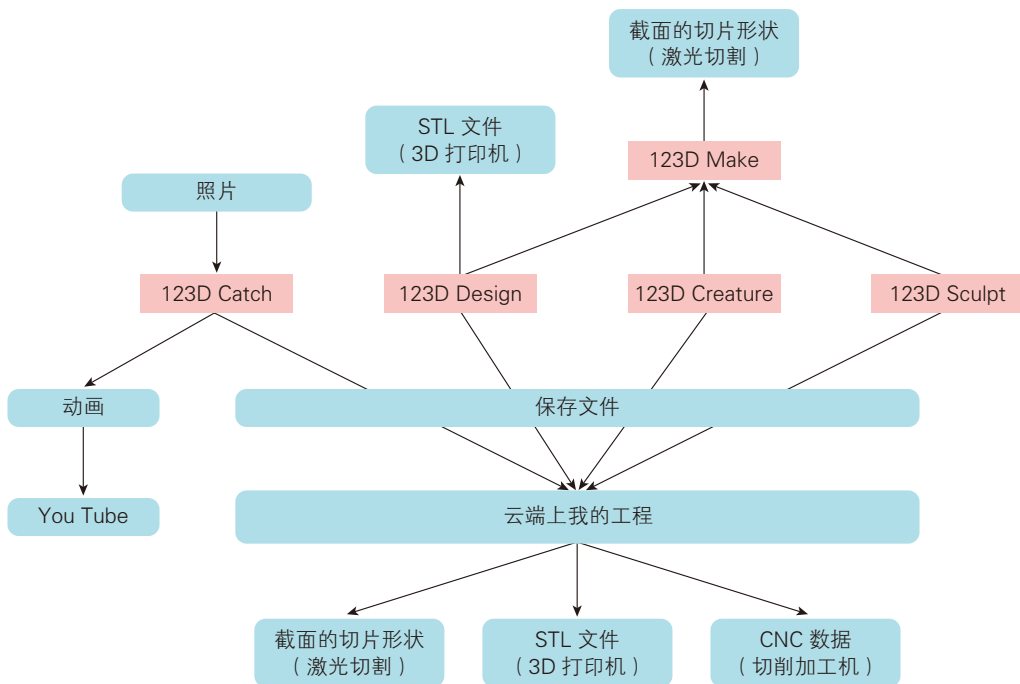 截面的切片形状
（激光切割）
STL 文件
（3D 打印机）
123D Make
照片
123D Catch
123D Design
123D Creature
123D Sculpt
动画
保存文件
You Tube
云端上我的工程
截面的切片形状
（激光切割）
STL 文件
（3D 打印机）
CNC 数据
（切削加工机）